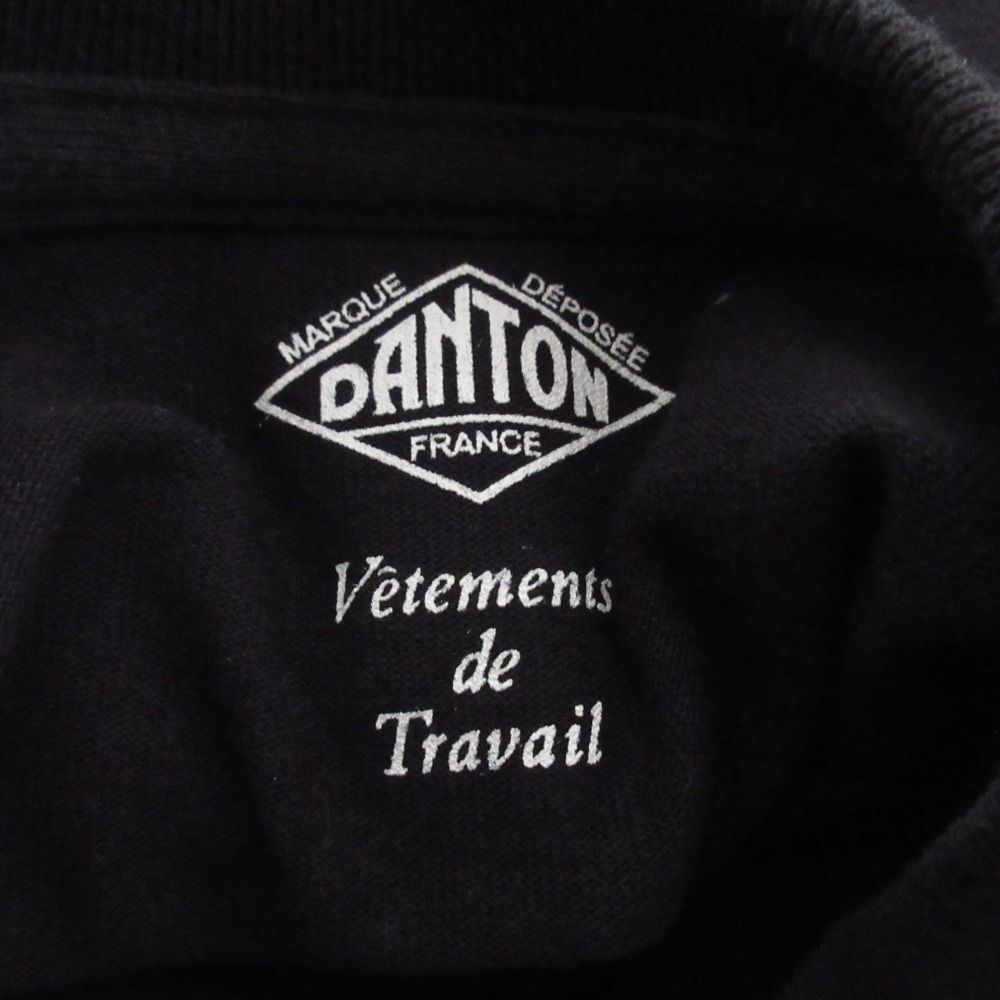 MARQUE DÉPOSÉE
DANTON
FRANCE
Vêtements
de
Travail